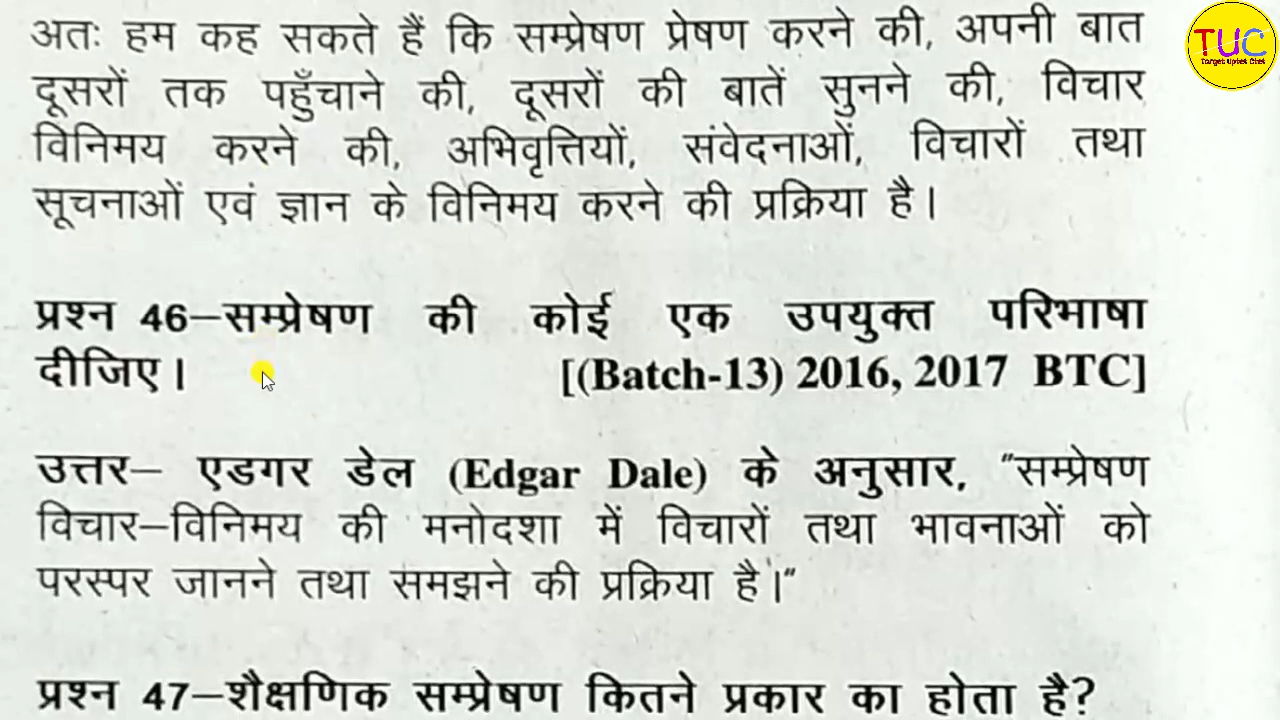 अतः हम कह सकते हैं कि सम्प्रेषण प्रेषण करने की, अपनी बात
दूसरों तक पहुँचाने की, दूसरों की बातें सुनने की, विचार
विनिमय करने की, अभिवृत्तियों, संवेदनाओं, विचारों तथा
सूचनाओं एवं ज्ञान के विनिमय करने की प्रक्रिया है।
प्रश्न 46–सम्प्रेषण की कोई एक उपयुक्त परिभाषा
दीजिए। [(Batch-13) 2016, 2017 BTC]
उत्तर– एडगर डेल (Edgar Dale) के अनुसार, "सम्प्रेषण
विचार–विनिमय की मनोदशा में विचारों तथा भावनाओं को
परस्पर जानने तथा समझने की प्रक्रिया है।"
प्रश्न 47–शैक्षणिक सम्प्रेषण कितने प्रकार का होता है?
TUC
Target Uptet Ctet